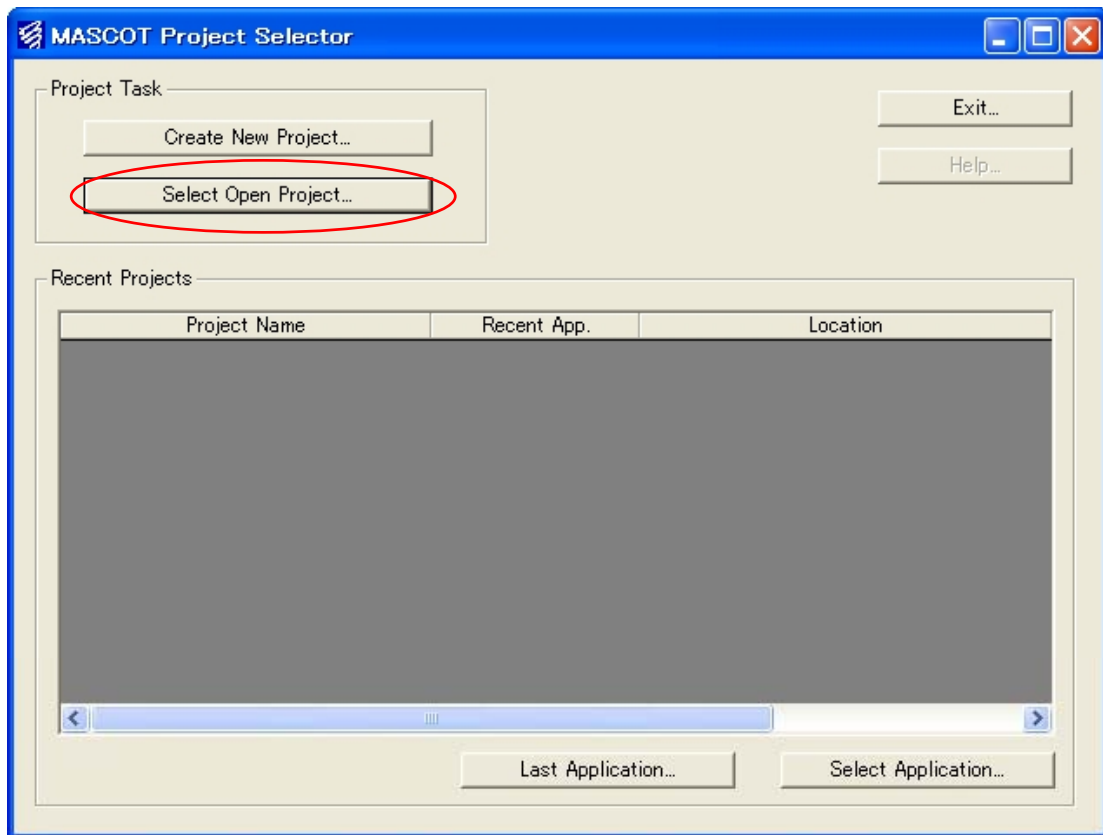 MASCOT Project Selector
Project Task
Create New Project...
Select Open Project...
Exit...
Help...
Recent Projects
Project Name Recent App. Location
Last Application... Select Application...